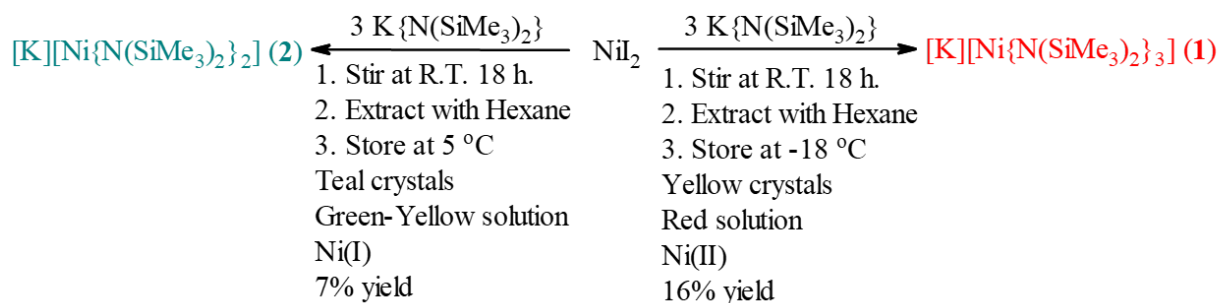 3 K{N(SiMe₃)₂} 3 K{N(SiMe₃)₂}
[K][Ni{N(SiMe₃)₂}₂] (2) NiI₂ [K][Ni{N(SiMe₃)₂}₃] (1)
1. Stir at R.T. 18 h. 1. Stir at R.T. 18 h.
2. Extract with Hexane 2. Extract with Hexane
3. Store at 5 °C 3. Store at -18 °C
Teal crystals Yellow crystals
Green-Yellow solution Red solution
Ni(I) Ni(II)
7% yield 16% yield